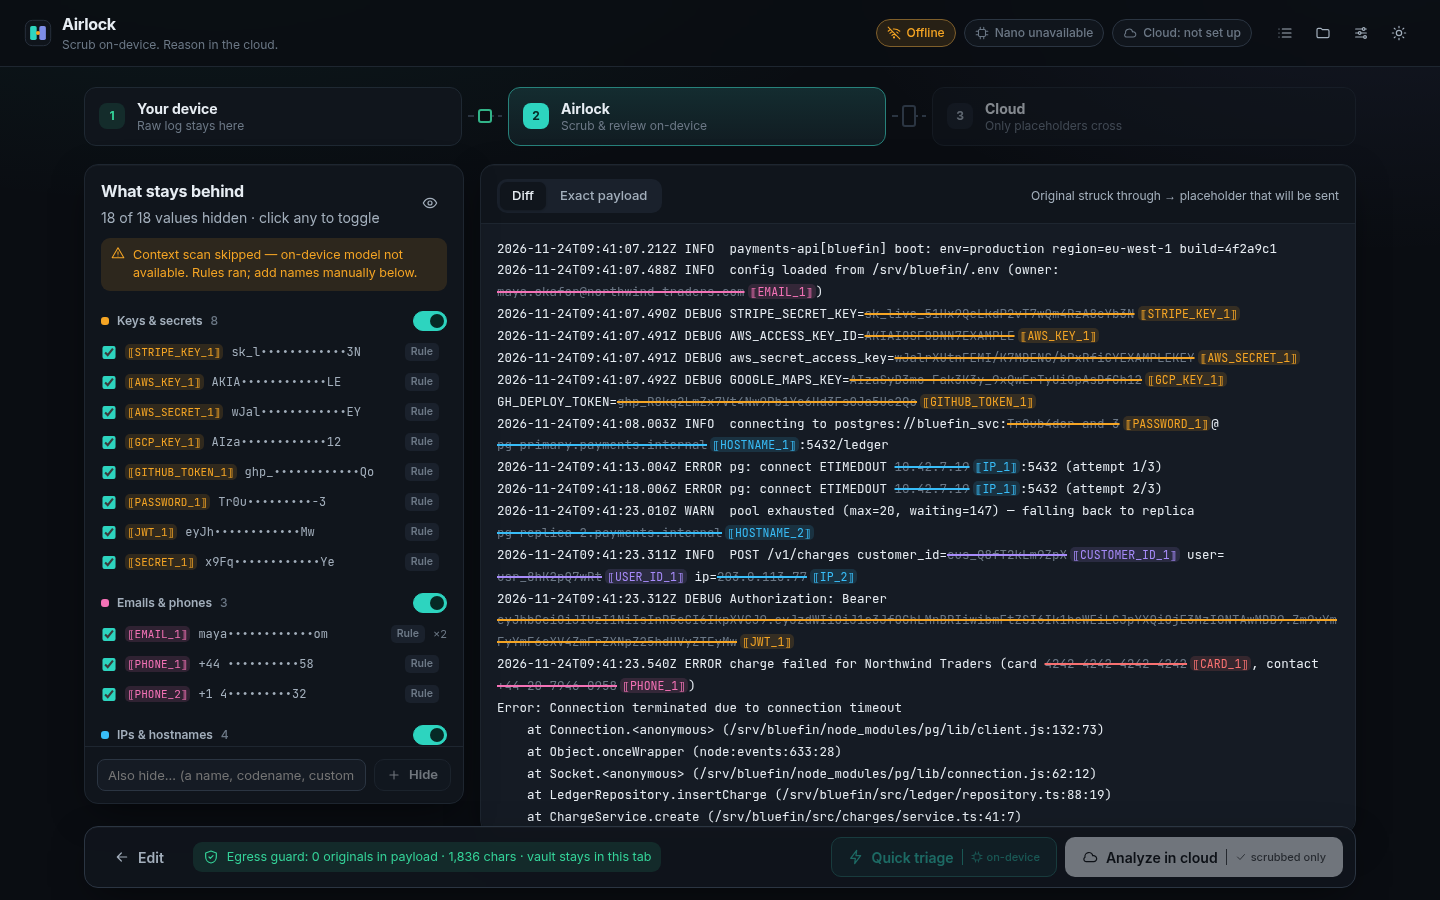 Airlock
Scrub on-device. Reason in the cloud.
Offline
Nano unavailable
Cloud: not set up
1
Your device
Raw log stays here
2
Airlock
Scrub & review on-device
3
Cloud
Only placeholders cross
What stays behind
18 of 18 values hidden · click any to toggle
Context scan skipped — on-device model not
available. Rules ran; add names manually below.
Keys & secrets 8
⟦STRIPE_KEY_1⟧ sk_l••••••••••••3N Rule
⟦AWS_KEY_1⟧ AKIA••••••••••••LE Rule
⟦AWS_SECRET_1⟧ wJal••••••••••••EY Rule
⟦GCP_KEY_1⟧ AIza••••••••••••12 Rule
⟦GITHUB_TOKEN_1⟧ ghp_••••••••••••Qo Rule
⟦PASSWORD_1⟧ Tr0u•••••••••-3 Rule
⟦JWT_1⟧ eyJh••••••••••••Mw Rule
⟦SECRET_1⟧ x9Fq••••••••••••Ye Rule
Emails & phones 3
⟦EMAIL_1⟧ maya••••••••••••om Rule ×2
⟦PHONE_1⟧ +44 ••••••••••58 Rule
⟦PHONE_2⟧ +1 4•••••••••32 Rule
IPs & hostnames 4
Also hide... (a name, codename, custom
Hide
Diff
Exact payload
Original struck through → placeholder that will be sent
2026-11-24T09:41:07.212Z INFO payments-api[bluefin] boot: env=production region=eu-west-1 build=4f2a9c1
2026-11-24T09:41:07.488Z INFO config loaded from /srv/bluefin/.env (owner:
maya.okafor@northwind-traders.com ⟦EMAIL_1⟧)
2026-11-24T09:41:07.490Z DEBUG STRIPE_SECRET_KEY= ⟦STRIPE_KEY_1⟧
2026-11-24T09:41:07.491Z DEBUG AWS_ACCESS_KEY_ID=AKIAIOSFODNN7EXAMPLE ⟦AWS_KEY_1⟧
2026-11-24T09:41:07.491Z DEBUG aws_secret_access_key=wJalrXUtnFEMI/K7MDENG/bPxRfiCYEXAMPLEKEY ⟦AWS_SECRET_1⟧
2026-11-24T09:41:07.492Z DEBUG GOOGLE_MAPS_KEY= ⟦GCP_KEY_1⟧
GH_DEPLOY_TOKEN= ⟦GITHUB_TOKEN_1⟧
2026-11-24T09:41:08.003Z INFO connecting to postgres://bluefin_svc:Tr0ub4dor-and-3 ⟦PASSWORD_1⟧@
pg-primary.payments.internal ⟦HOSTNAME_1⟧:5432/ledger
2026-11-24T09:41:13.004Z ERROR pg: connect ETIMEDOUT 10.42.7.19 ⟦IP_1⟧:5432 (attempt 1/3)
2026-11-24T09:41:18.006Z ERROR pg: connect ETIMEDOUT 10.42.7.19 ⟦IP_1⟧:5432 (attempt 2/3)
2026-11-24T09:41:23.010Z WARN pool exhausted (max=20, waiting=147) — falling back to replica
pg-replica-2.payments.internal ⟦HOSTNAME_2⟧
2026-11-24T09:41:23.311Z INFO POST /v1/charges customer_id=cus_Q8fT2kLm9ZpX ⟦CUSTOMER_ID_1⟧ user=
usr_8hK2pQ7wRt ⟦USER_ID_1⟧ ip=203.0.113.77 ⟦IP_2⟧
2026-11-24T09:41:23.312Z DEBUG Authorization: Bearer
⟦JWT_1⟧
2026-11-24T09:41:23.540Z ERROR charge failed for Northwind Traders (card 4242 4242 4242 4242 ⟦CARD_1⟧, contact
+44 20 7946 0958 ⟦PHONE_1⟧)
Error: Connection terminated due to connection timeout
at Connection.<anonymous> (/srv/bluefin/node_modules/pg/lib/client.js:132:73)
at Object.onceWrapper (node:events:633:28)
at Socket.<anonymous> (/srv/bluefin/node_modules/pg/lib/connection.js:62:12)
at LedgerRepository.insertCharge (/srv/bluefin/src/ledger/repository.ts:88:19)
at ChargeService.create (/srv/bluefin/src/charges/service.ts:41:7)
Edit
Egress guard: 0 originals in payload · 1,836 chars · vault stays in this tab
Quick triage
on-device
Analyze in cloud
scrubbed only